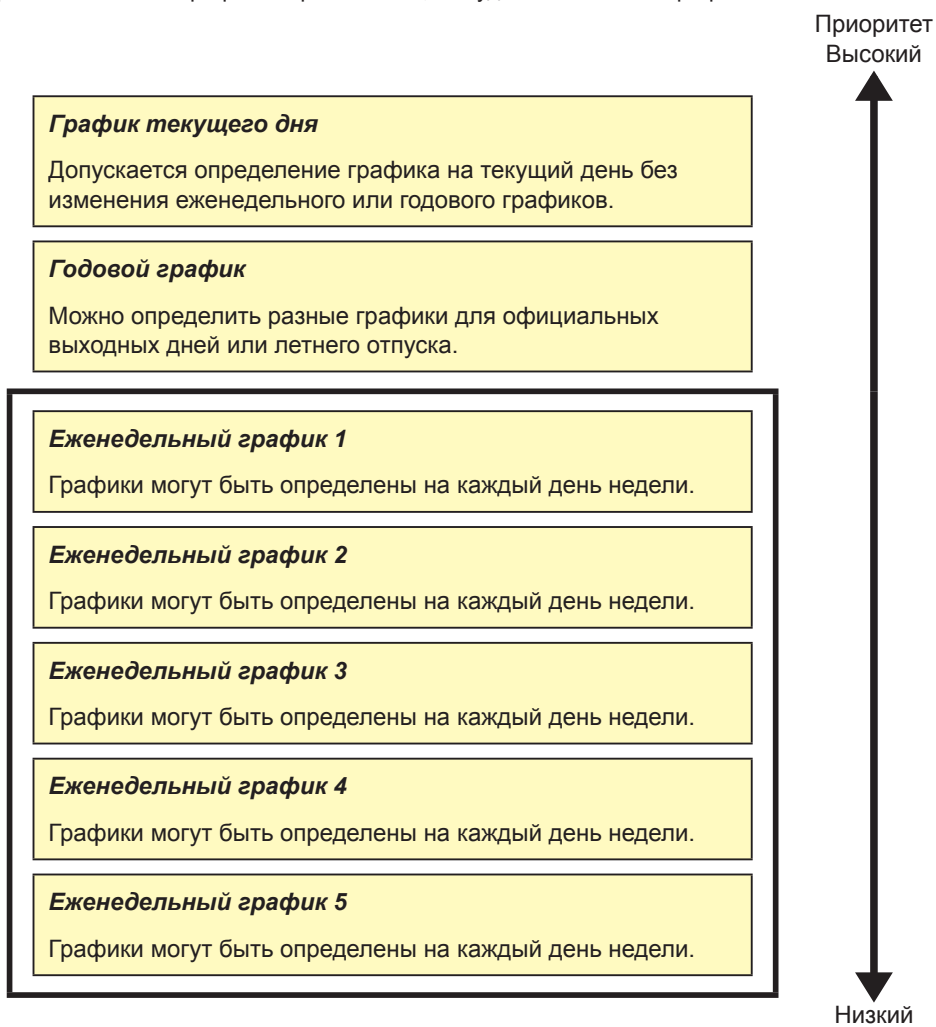 Приоритет
Высокий
График текущего дня
Допускается определение графика на текущий день без
изменения еженедельного или годового графиков.
Годовой график
Можно определить разные графики для официальных
выходных дней или летнего отпуска.
Еженедельный график 1
Графики могут быть определены на каждый день недели.
Еженедельный график 2
Графики могут быть определены на каждый день недели.
Еженедельный график 3
Графики могут быть определены на каждый день недели.
Еженедельный график 4
Графики могут быть определены на каждый день недели.
Еженедельный график 5
Графики могут быть определены на каждый день недели.
Низкий